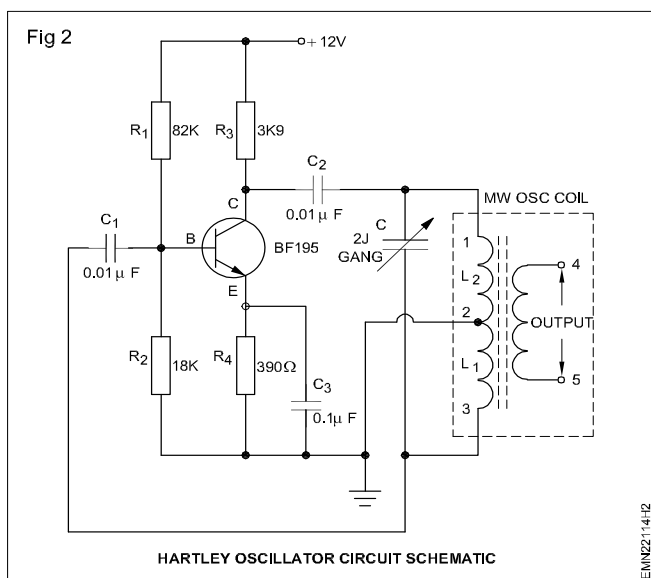 Fig 2
+ 12V
R1 82K
R3 3K9
C2
0.01µ F
MW OSC COIL
C
C1
0.01µ F
B
BF195
C
2J
GANG
1
L2
2
L1
3
4
OUTPUT
5
E
R2 18K
R4 390Ω
C3
0.1µ F
HARTLEY OSCILLATOR CIRCUIT SCHEMATIC
EMN22114H2